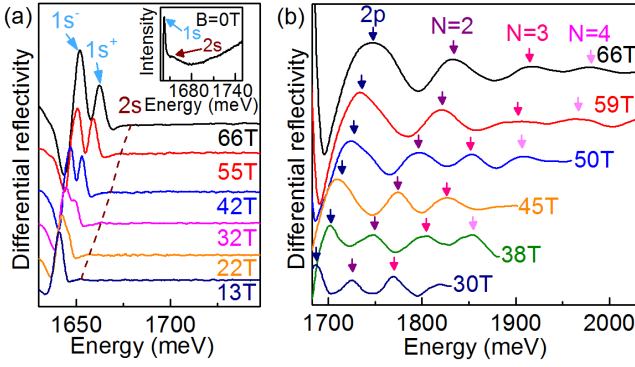 (a)
1s-
1s+
2s
66T
55T
42T
32T
22T
13T
1650 1700
Energy (meV)
Differential reflectivity
B=0T
1s
2s
Intensity
1680 1740
Energy (meV)
(b)
2p
N=2
N=3
N=4
66T
59T
50T
45T
38T
30T
1700 1800 1900 2000
Energy (meV)
Differential reflectivity